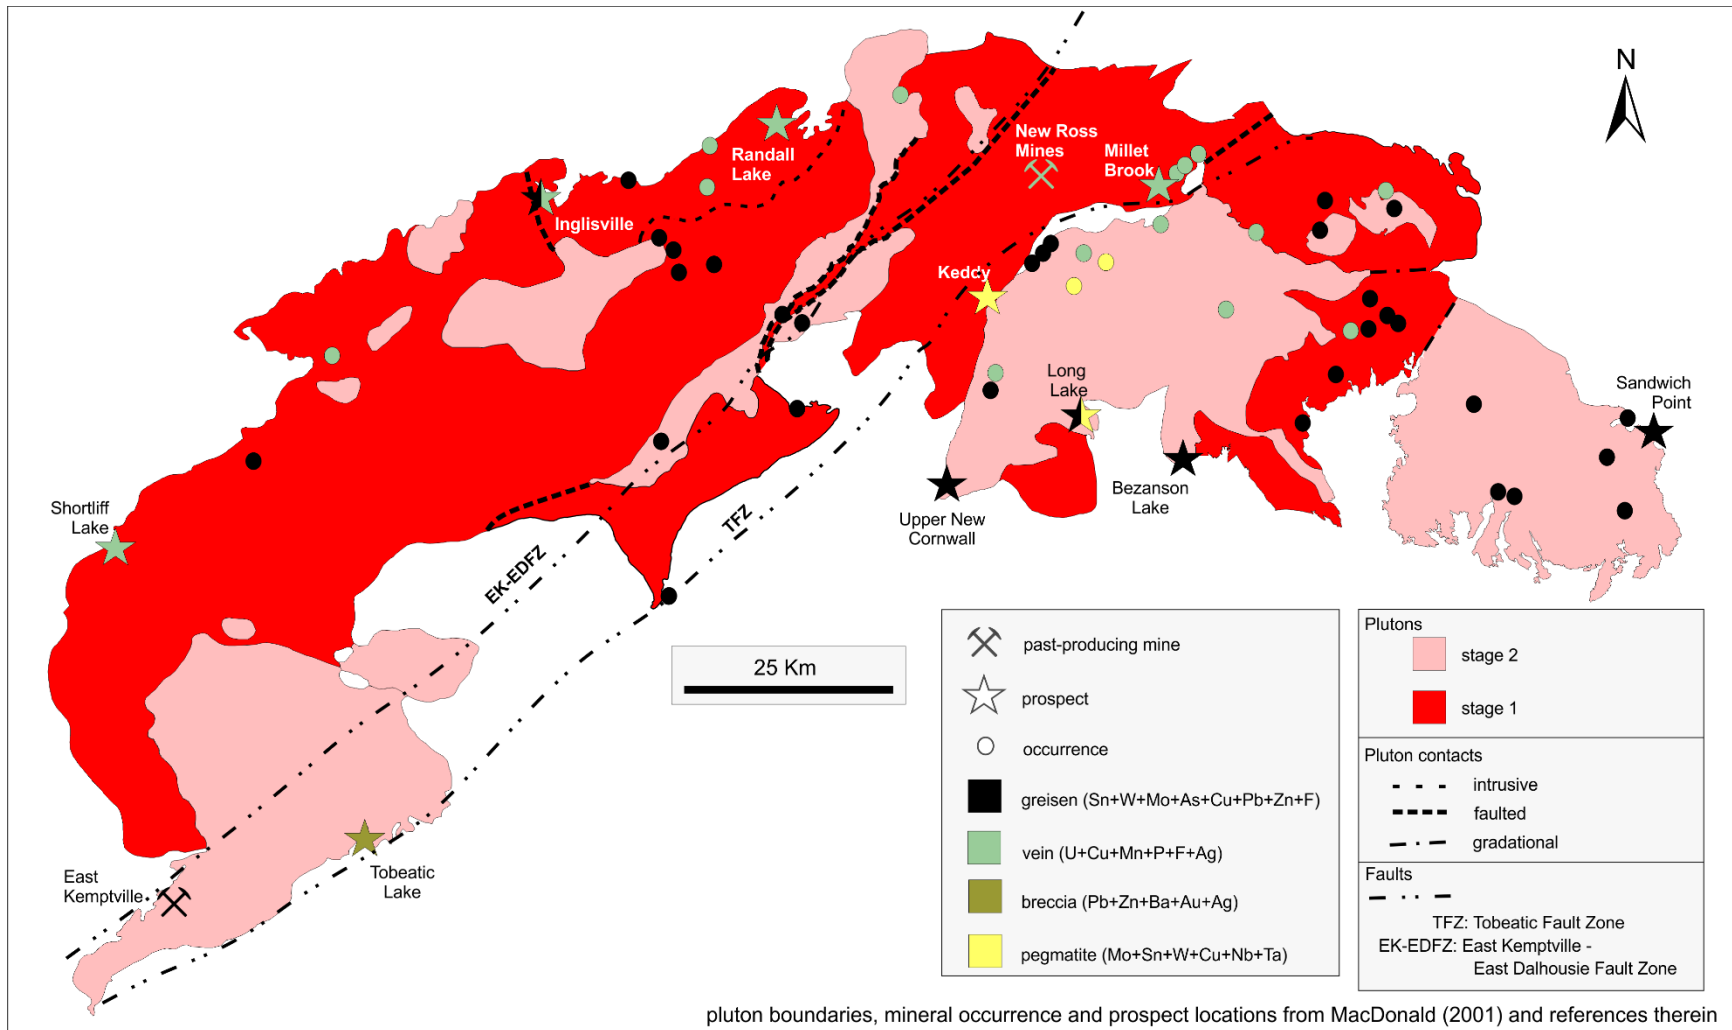 N
New Ross
Mines
Millet
Brook
Randall
Lake
Inglisville
Keddy
Long
Lake
Sandwich
Point
Shortliff
Lake
Upper New
Cornwall
Bezanson
Lake
EK-EDFZ
TFZ
25 Km
East
Kemptville
Tobeatic
Lake
past-producing mine
prospect
occurrence
greisen (Sn+W+Mo+As+Cu+Pb+Zn+F)
vein (U+Cu+Mn+P+F+Ag)
breccia (Pb+Zn+Ba+Au+Ag)
pegmatite (Mo+Sn+W+Cu+Nb+Ta)
Plutons
stage 2
stage 1
Pluton contacts
intrusive
faulted
gradational
Faults
TFZ: Tobeatic Fault Zone
EK-EDFZ: East Kemptville -
East Dalhousie Fault Zone
pluton boundaries, mineral occurrence and prospect locations from MacDonald (2001) and references therein